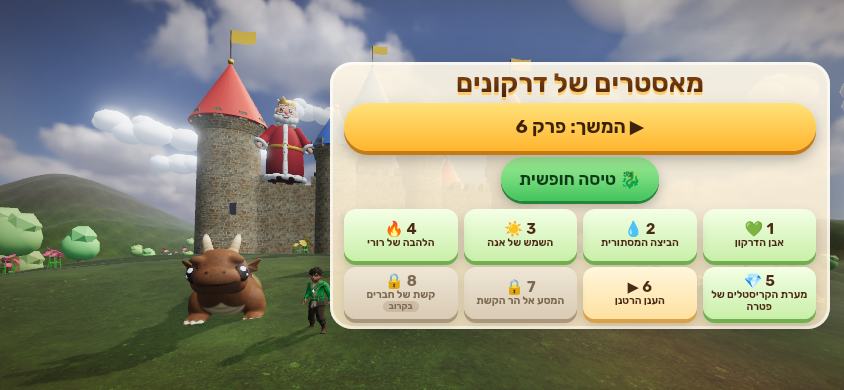 מאסטרים של דרקונים
▶ המשך: פרק 6
🐉 טיסה חופשית
1 💚
אבן הדרקון
2 💧
הביצה המסתורית
3 ☀️
השמש של אנה
4 🔥
הלהבה של רורי
5 💎
מערת הקריסטלים של
פטרה
6 ▶
הענן הרטנן
7 🔒
המסע אל הר הקשת
8 🔒
קשת של חברים
בקרוב